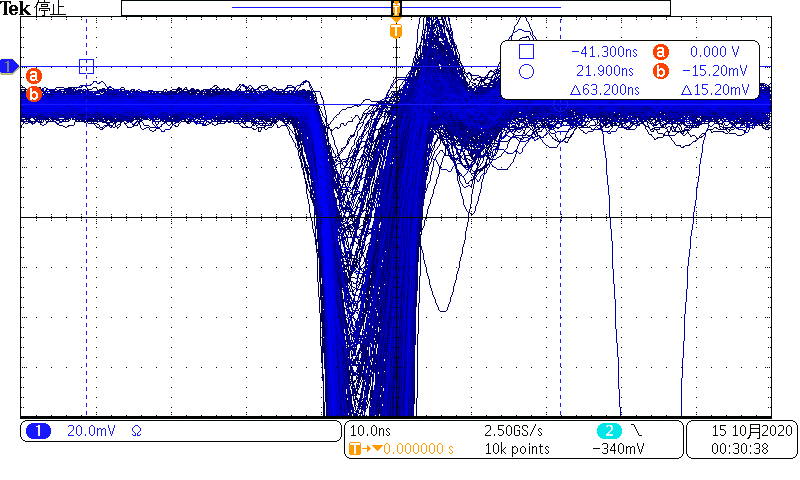 Tek 停止
T
T
1
a
b
−41.300ns a 0.000 V
21.900ns b −15.20mV
△63.200ns △15.20mV
1 20.0mV Ω
10.0ns 2.50GS/s 2
T→▼0.000000 s 10k points −340mV
15 10月2020
00:30:38